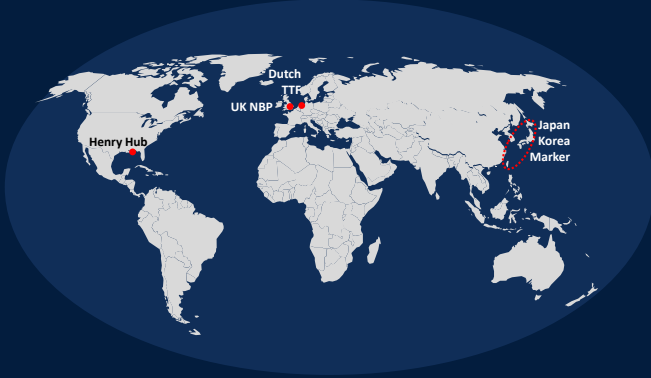 Dutch
TTF
UK NBP
Henry Hub
Japan
Korea
Marker